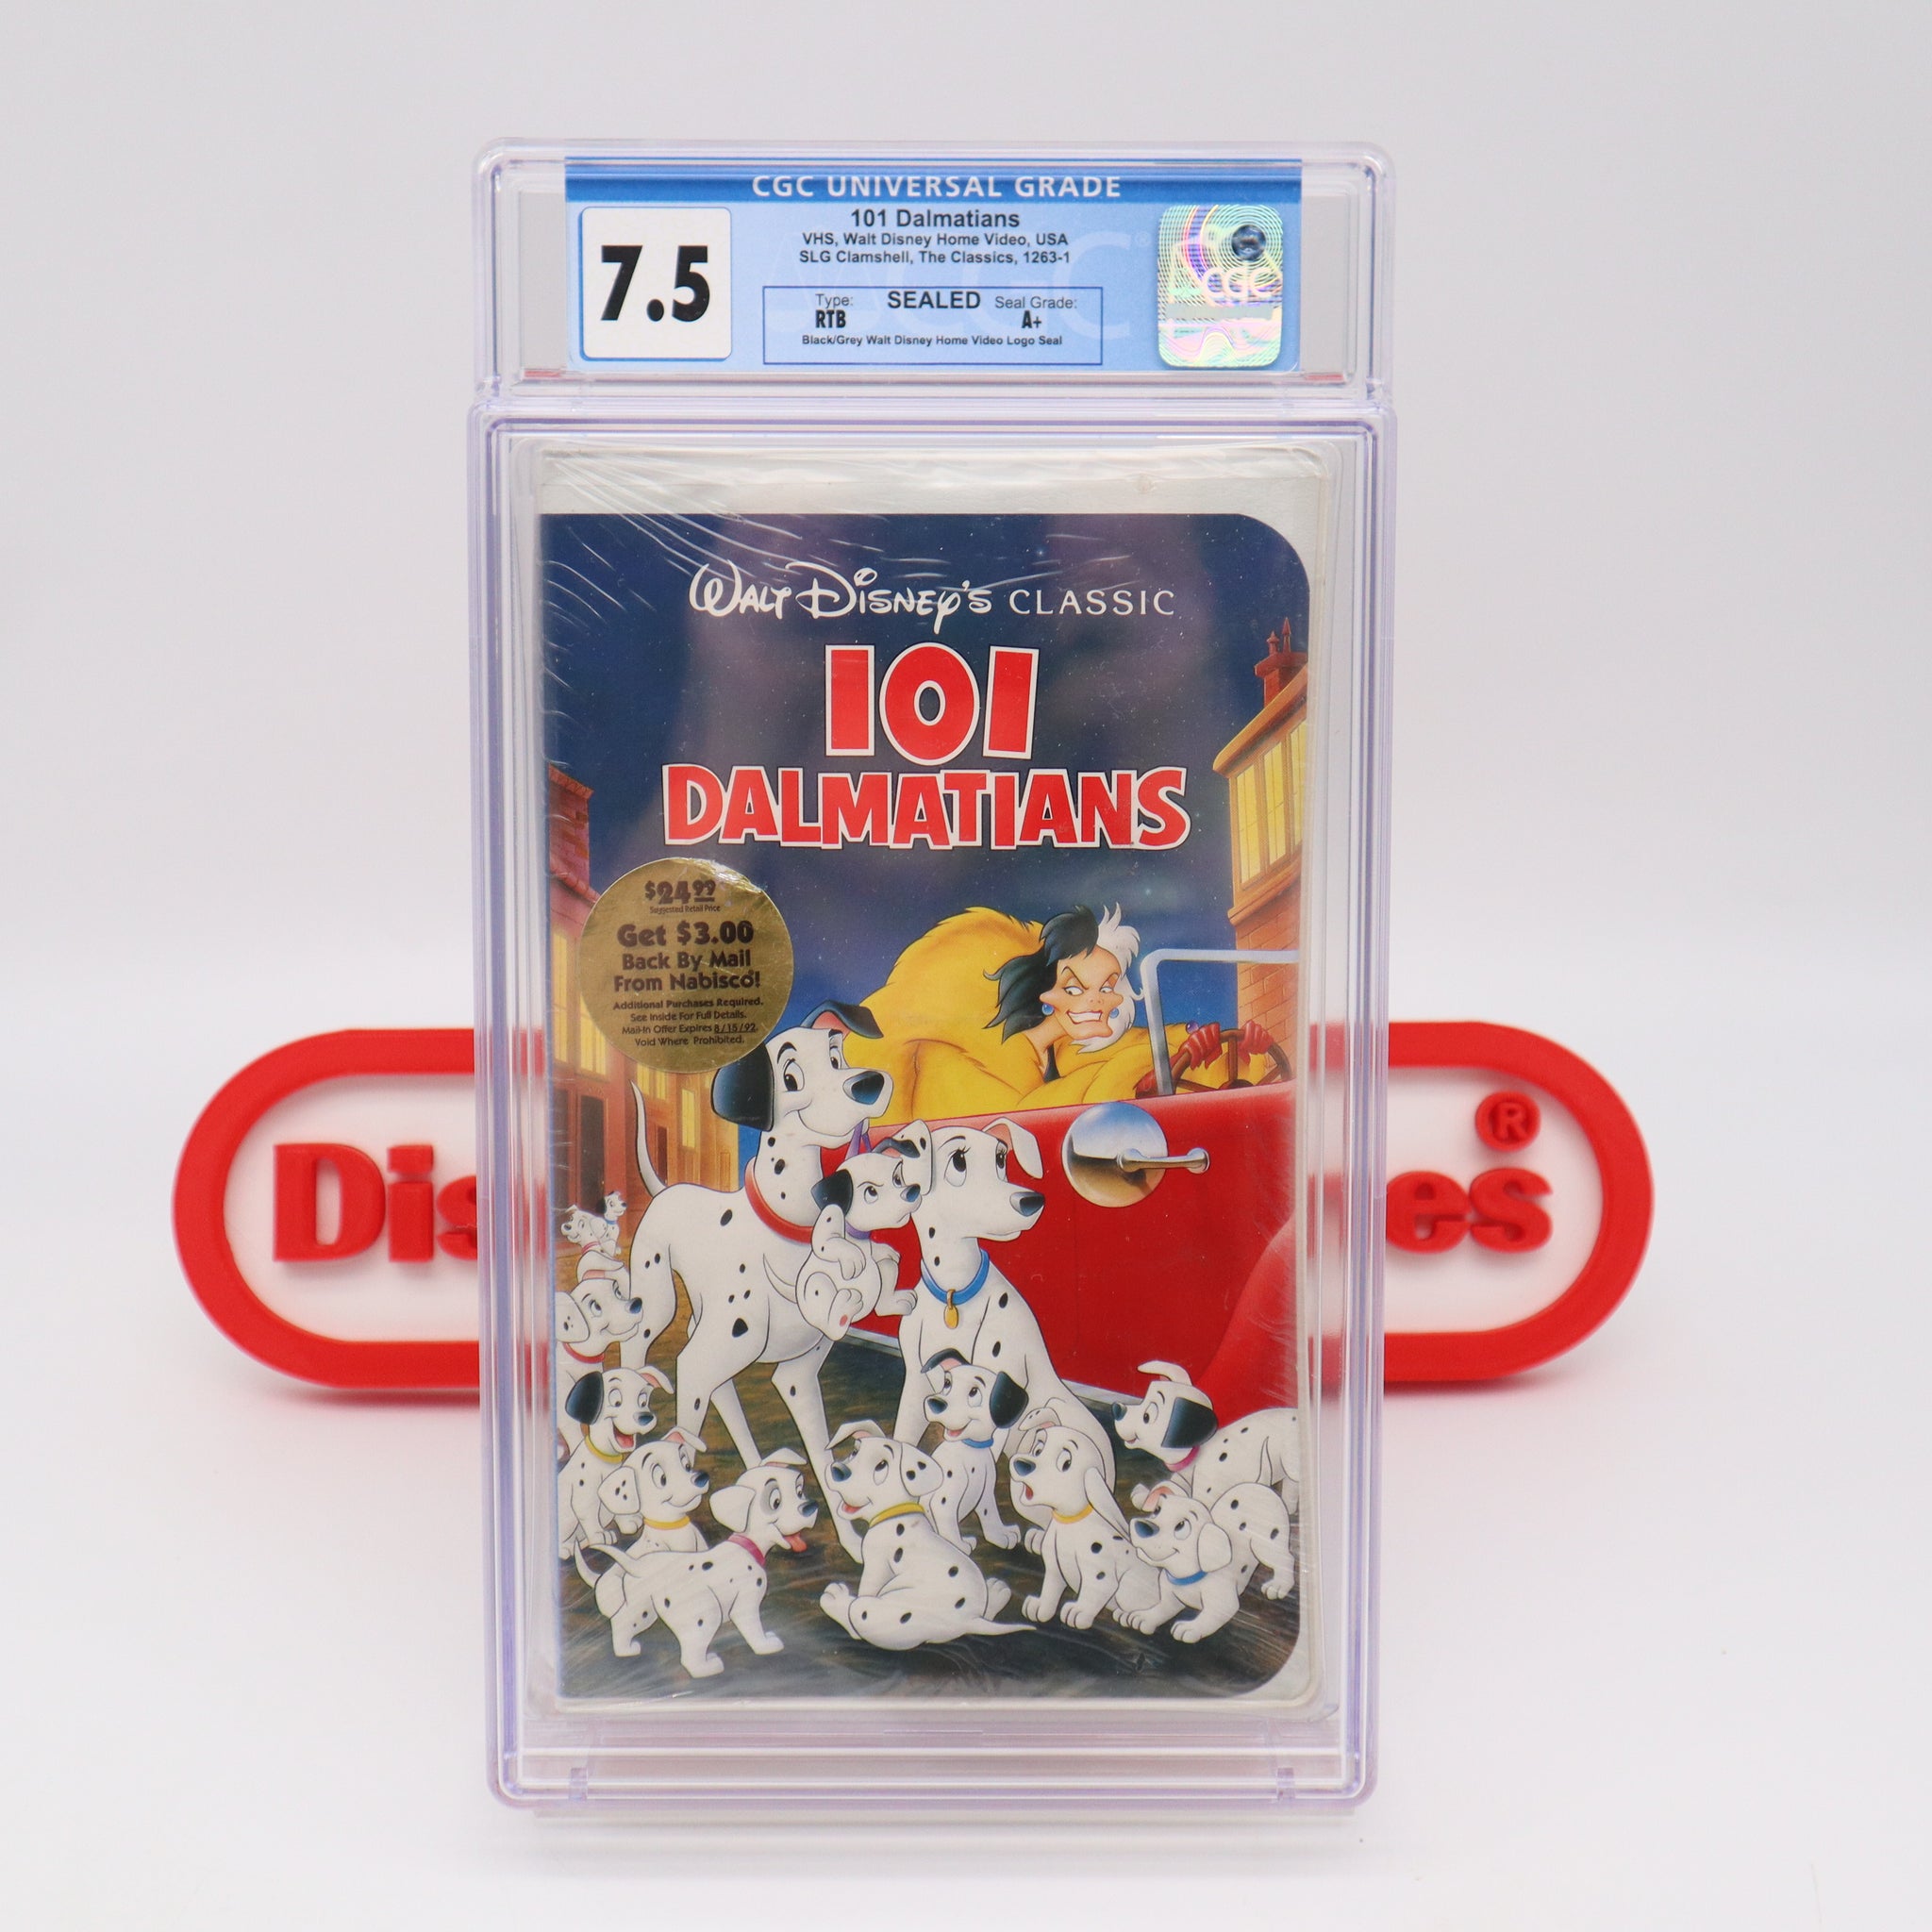 CGC UNIVERSAL GRADE
7.5
101 Dalmatians
VHS, Walt Disney Home Video, USA
SLG Clamshell, The Classics, 1263-1
Type: SEALED Seal Grade:
RTB A+
Black/Grey Walt Disney Home Video Logo Seal
CGC
WALT DISNEY'S CLASSIC
101
DALMATIANS
$24.99
Suggested Retail Price
Get $3.00
Back By Mail
From Nabisco!
Additional Purchases Required.
See Inside For Full Details.
Mail-In Offer Expires 8/15/92.
Void Where Prohibited.
®